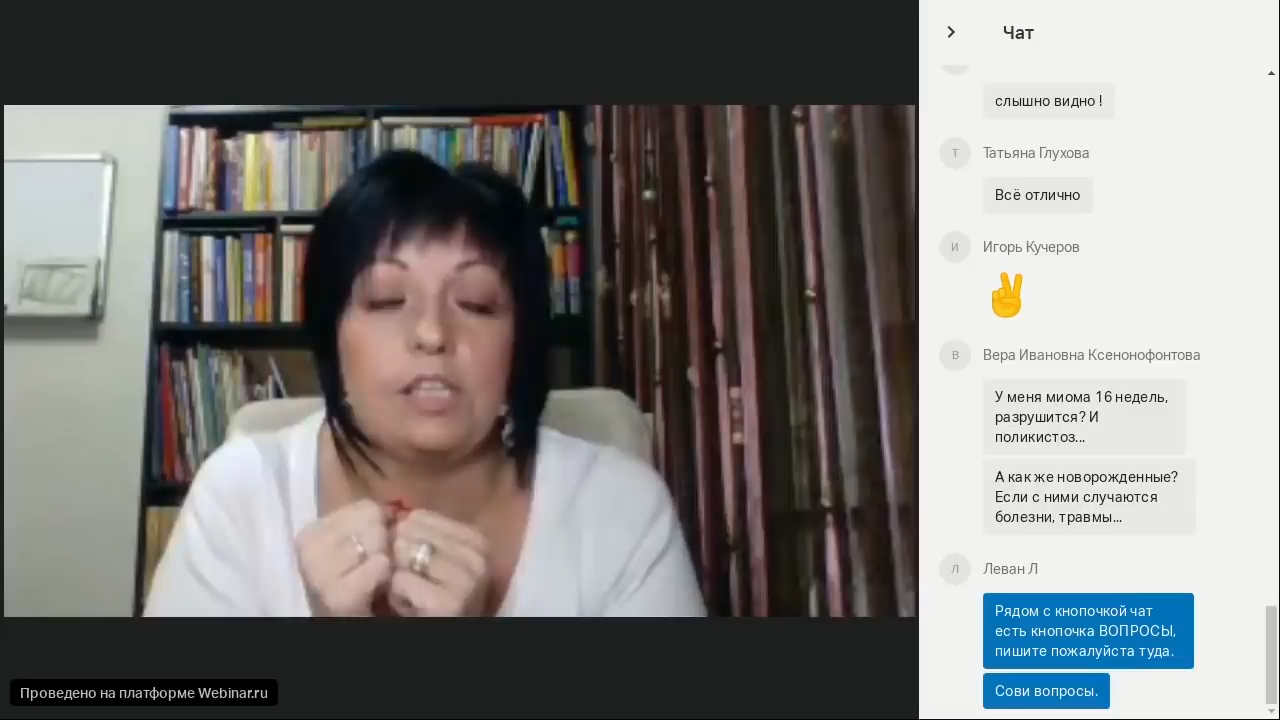 Чат
слышно видно !
Т
Татьяна Глухова
Всё отлично
И
Игорь Кучеров
В
Вера Ивановна Ксенонофонтова
У меня миома 16 недель,
разрушится? И
поликистоз...
А как же новорожденные?
Если с ними случаются
болезни, травмы...
Л
Леван Л
Рядом с кнопочкой чат
есть кнопочка ВОПРОСЫ,
пишите пожалуйста туда.
Сови вопросы.
Проведено на платформе Webinar.ru